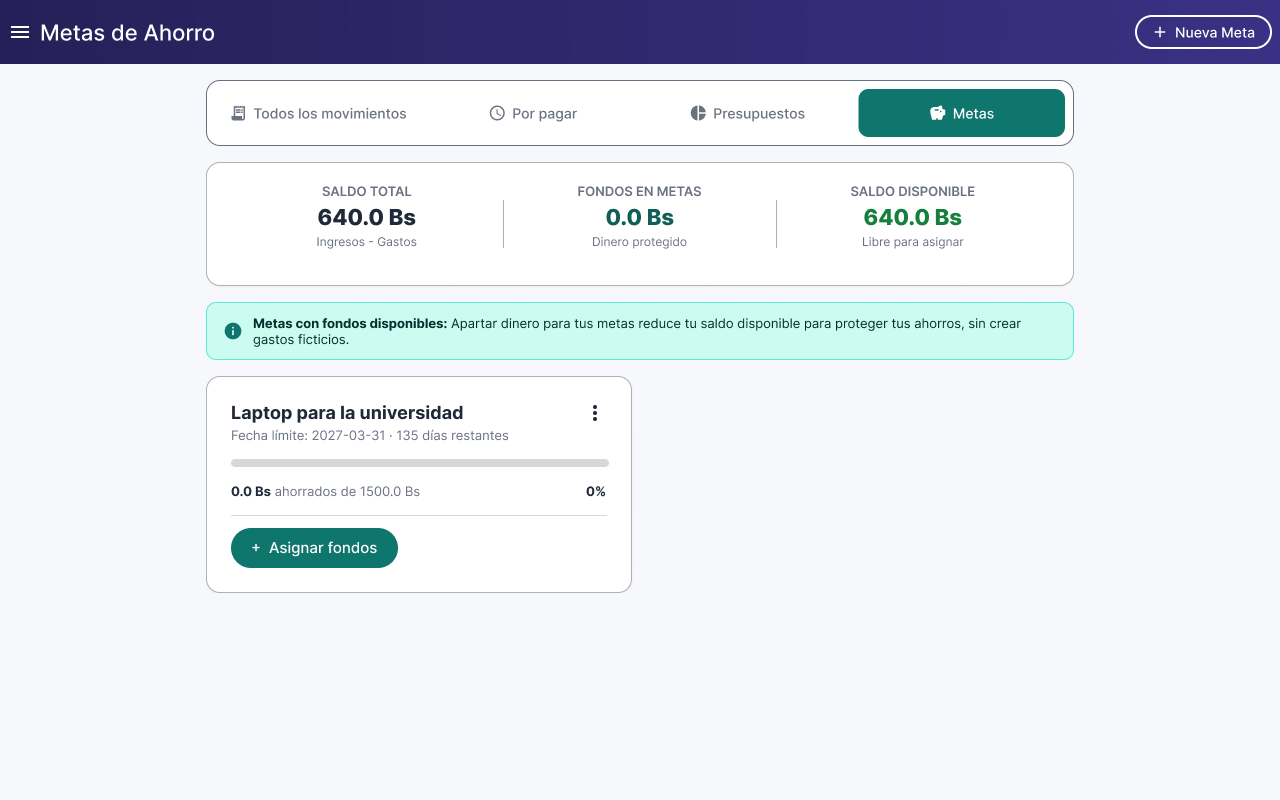 Metas de Ahorro
+ Nueva Meta
Todos los movimientos
Por pagar
Presupuestos
Metas
SALDO TOTAL
640.0 Bs
Ingresos - Gastos
FONDOS EN METAS
0.0 Bs
Dinero protegido
SALDO DISPONIBLE
640.0 Bs
Libre para asignar
Metas con fondos disponibles: Apartar dinero para tus metas reduce tu saldo disponible para proteger tus ahorros, sin crear
gastos ficticios.
Laptop para la universidad
Fecha límite: 2027-03-31 · 135 días restantes
0.0 Bs ahorrados de 1500.0 Bs
0%
+ Asignar fondos